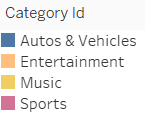 Category Id
Autos & Vehicles
Entertainment
Music
Sports